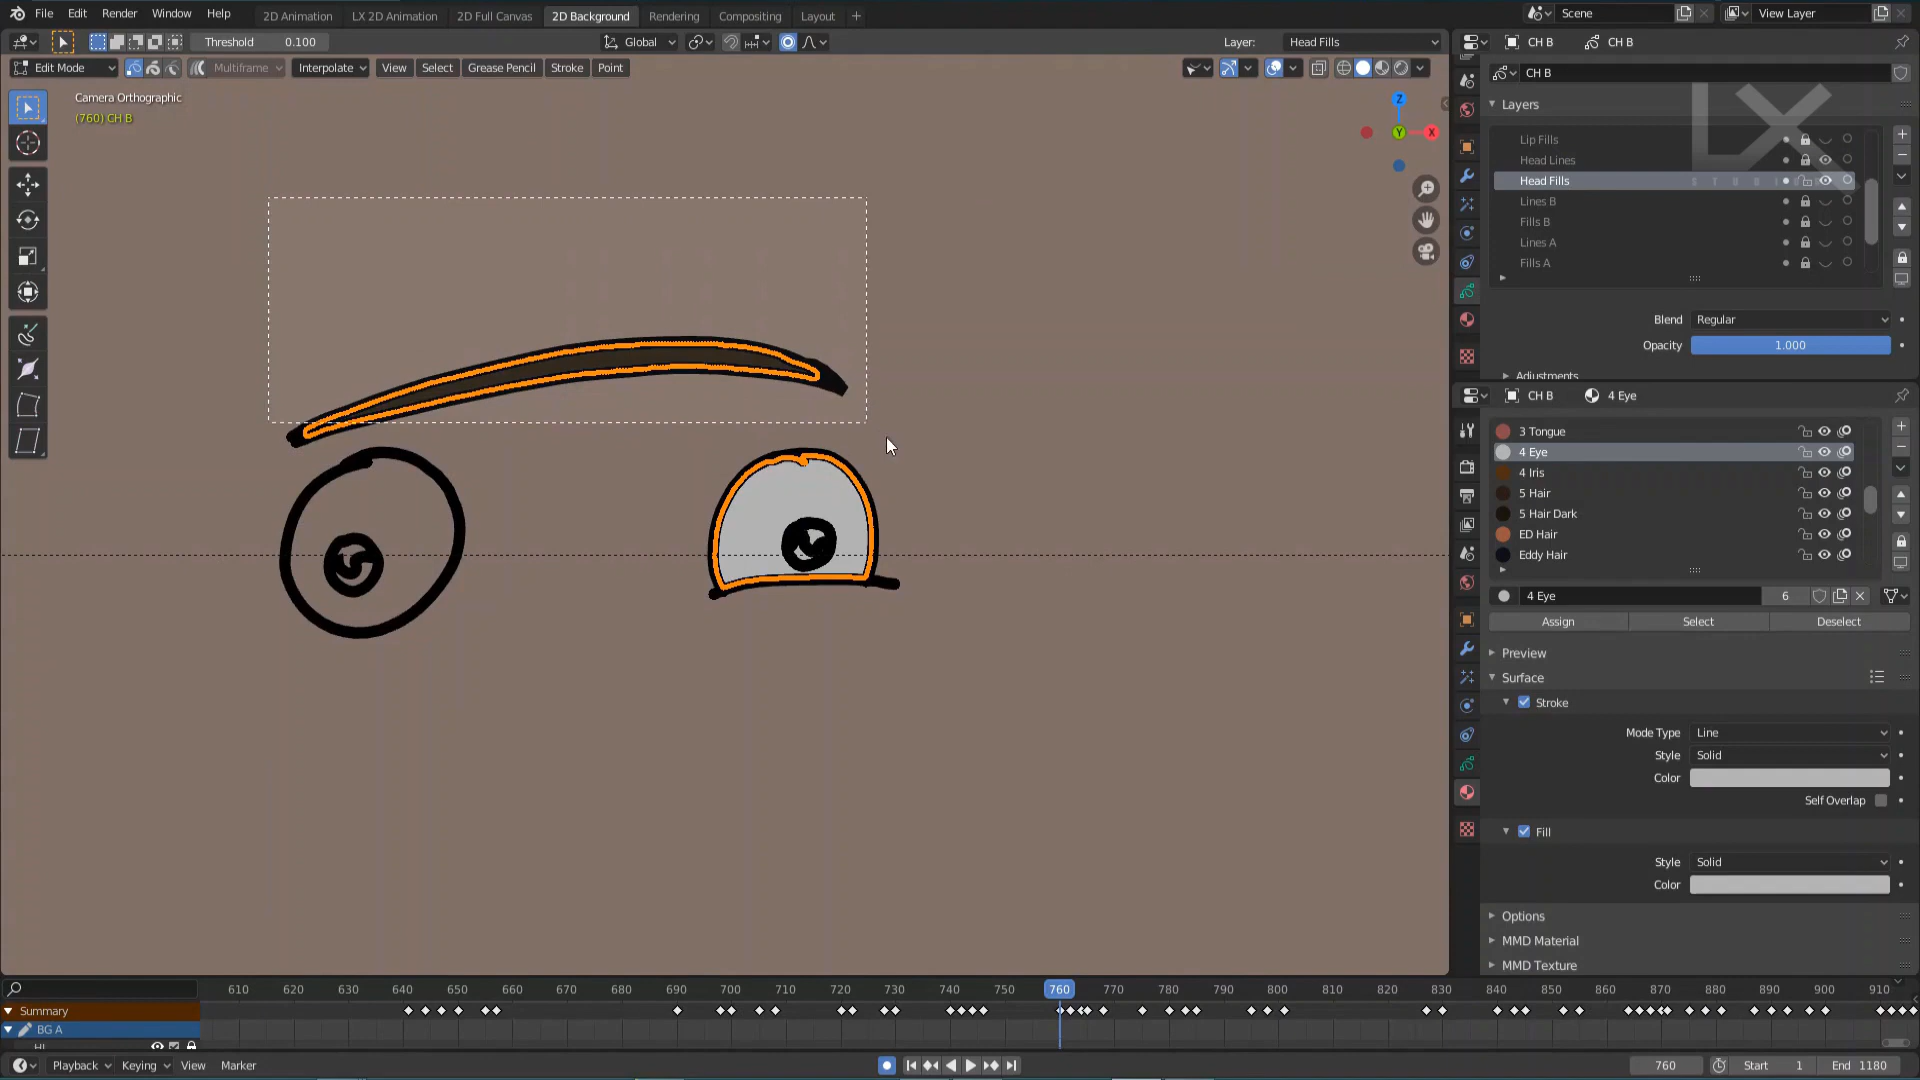 File Edit Render Window Help 2D Animation LX 2D Animation 2D Full Canvas 2D Background Rendering Compositing Layout + Scene View Layer
Threshold 0.100 Global Layer: Head Fills CH B CH B
Edit Mode Multiframe Interpolate View Select Grease Pencil Stroke Point CH B
Camera Orthographic
(760) CH B
Z
Y
X
Layers
LX
Lip Fills
Head Lines
Head Fills
Lines B
Fills B
Lines A
Fills A
Blend Regular
Opacity 1.000
Adjustments
CH B 4 Eye
3 Tongue
4 Eye
4 Iris
5 Hair
5 Hair Dark
ED Hair
Eddy Hair
4 Eye 6
Assign Select Deselect
Preview
Surface
Stroke
Mode Type Line
Style Solid
Color
Self Overlap
Fill
Style Solid
Color
Options
MMD Material
MMD Texture
610 620 630 640 650 660 670 680 690 700 710 720 730 740 750 760 770 780 790 800 810 820 830 840 850 860 870 880 890 900 910
Summary
BG A
Playback Keying View Marker 760 Start 1 End 1180